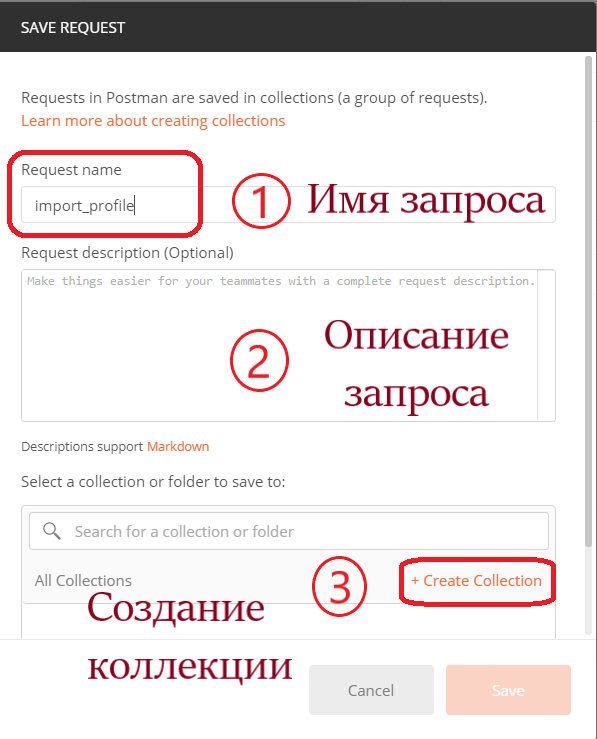 SAVE REQUEST
Requests in Postman are saved in collections (a group of requests).
Learn more about creating collections
Request name
import_profile
1 Имя запроса
Request description (Optional)
Make things easier for your teammates with a complete request description.
2 Описание
запроса
Descriptions support Markdown
Select a collection or folder to save to:
Search for a collection or folder
All Collections 3 + Create Collection
Создание
коллекции
Cancel Save